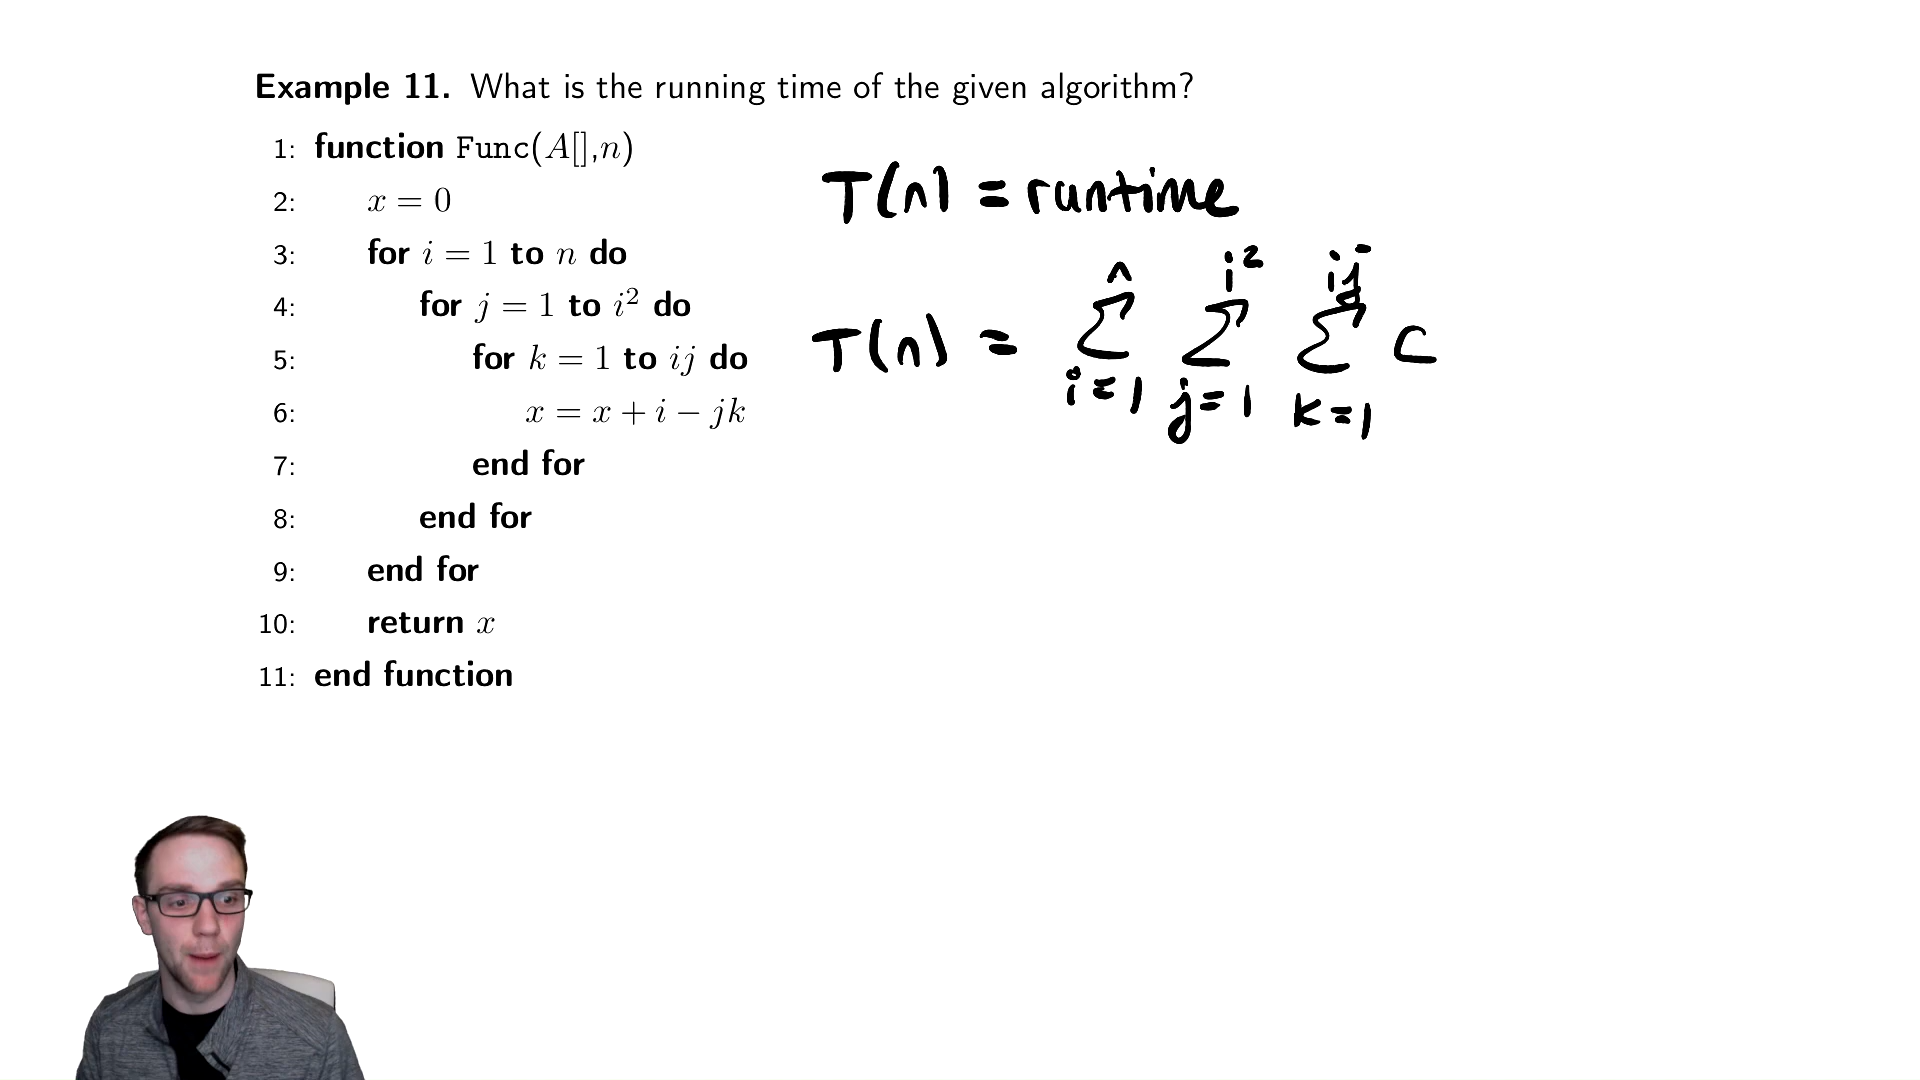 Example 11. What is the running time of the given algorithm?
1: function Func(A[],n)
2: x = 0
3: for i = 1 to n do
4: for j = 1 to i² do
5: for k = 1 to ij do
6: x = x + i − jk
7: end for
8: end for
9: end for
10: return x
11: end function
T(n) = runtime
n i² ij
T(n) = Σ Σ Σ c
i=1 j=1 k=1